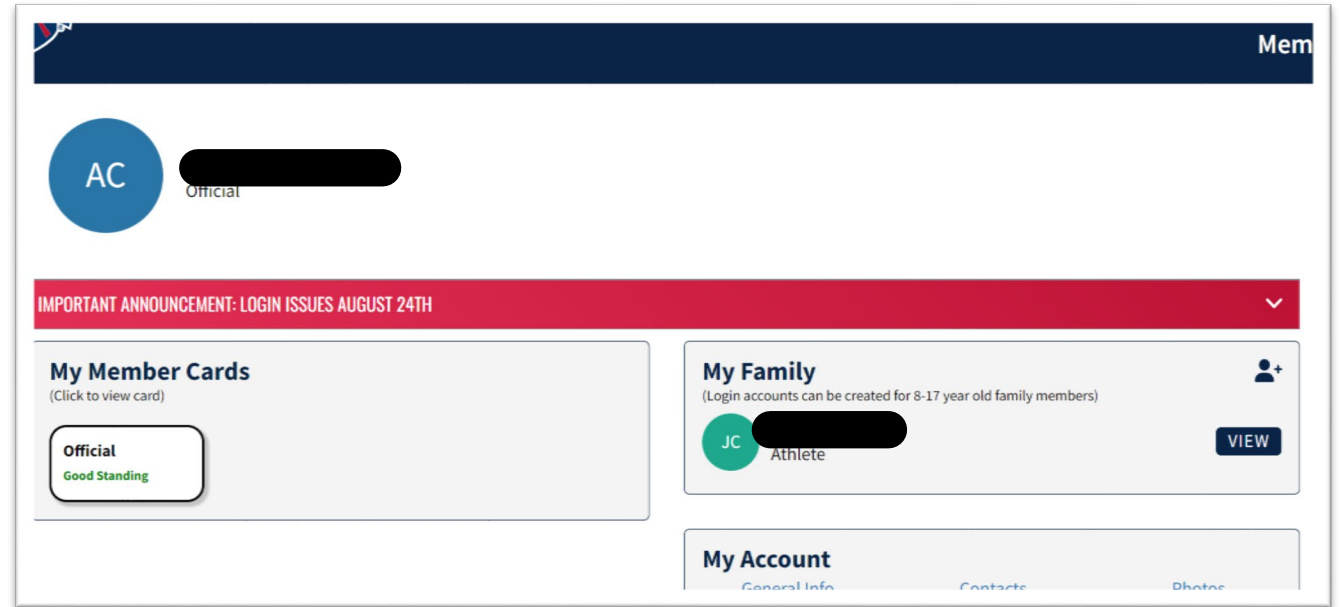 Mem
AC
Official
IMPORTANT ANNOUNCEMENT: LOGIN ISSUES AUGUST 24TH
My Member Cards
(Click to view card)
Official
Good Standing
My Family
(Login accounts can be created for 8-17 year old family members)
JC
Athlete
VIEW
My Account
General Info Contacts Photos